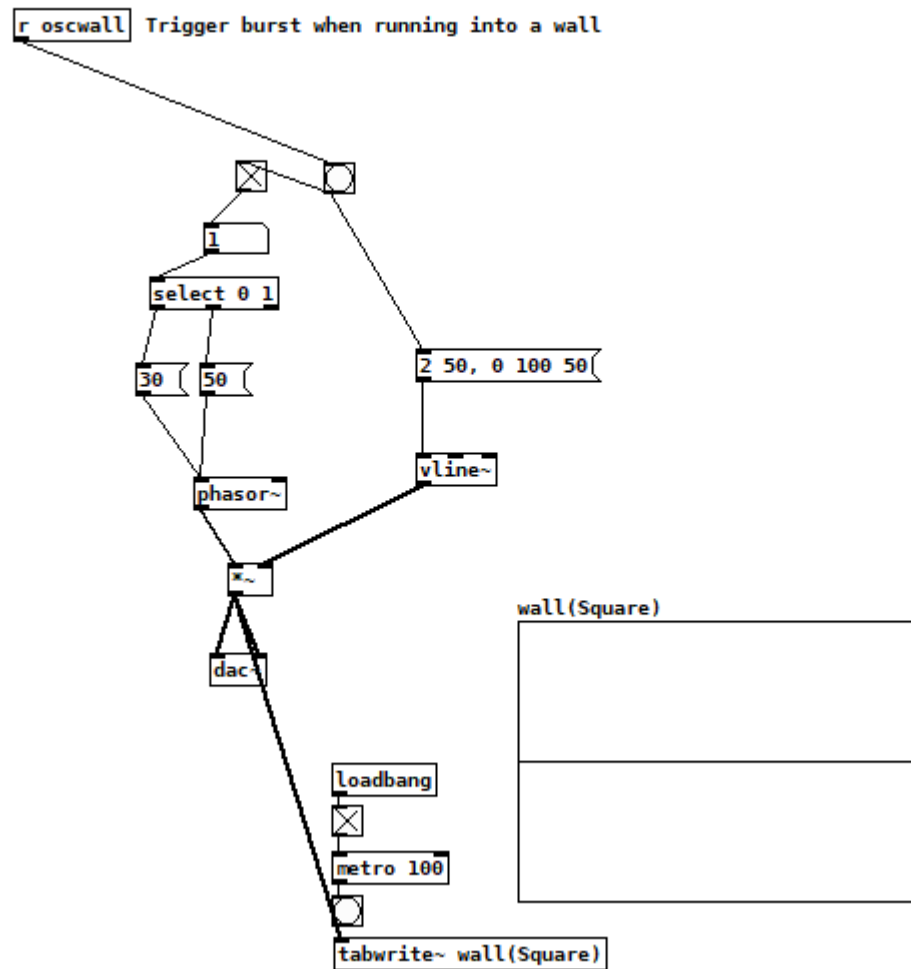 r oscwall Trigger burst when running into a wall
1
select 0 1
30 50 2 50, 0 100 50
phasor~ vline~
*~
wall(Square)
dac~
loadbang
metro 100
tabwrite~ wall(Square)